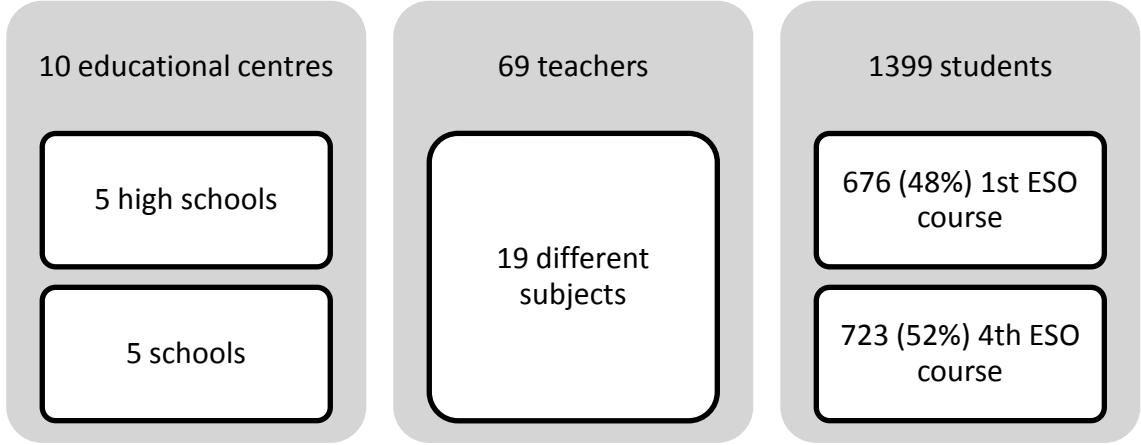 10 educational centres
5 high schools
5 schools
69 teachers
19 different
subjects
1399 students
676 (48%) 1st ESO
course
723 (52%) 4th ESO
course